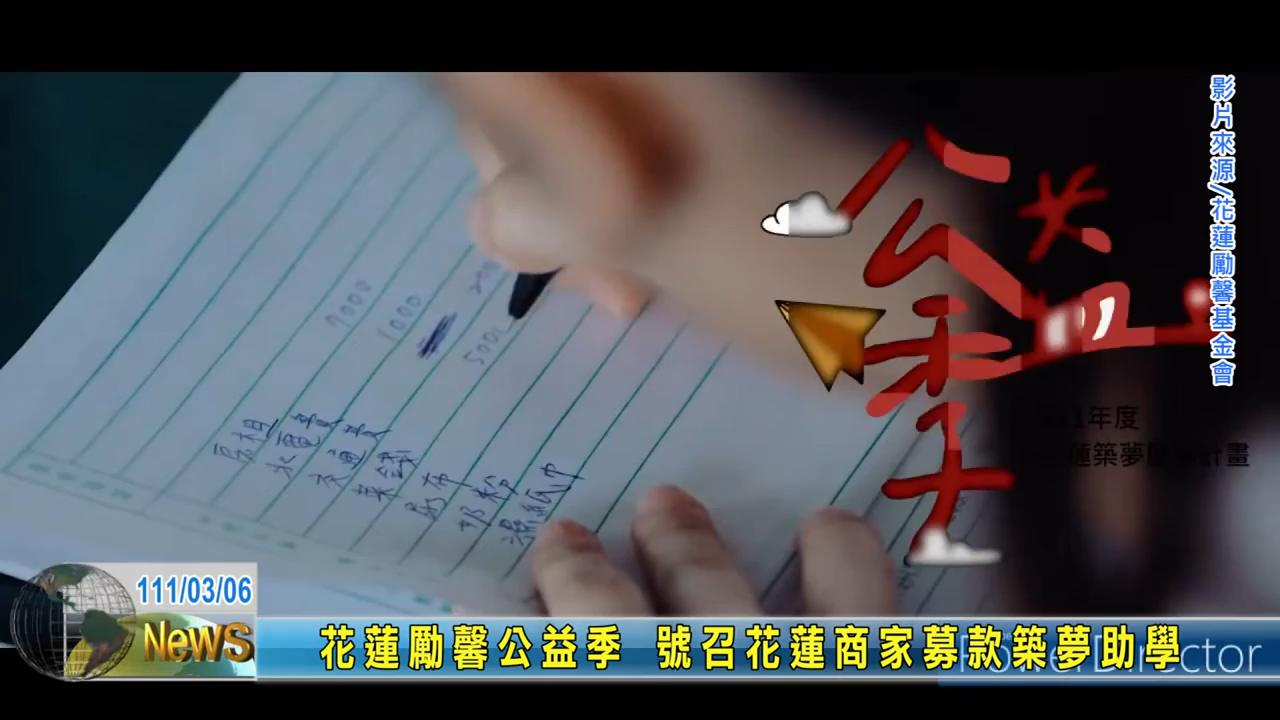 影片來源/花蓮勵馨基金會
公益
季
年度
蓮築夢
計畫
7000
1000
500
房租
水電費
交通費
菜錢
尿布
奶粉
濕紙巾
111/03/06
News
花蓮勵馨公益季 號召花蓮商家募款築夢助學
PowerDirector